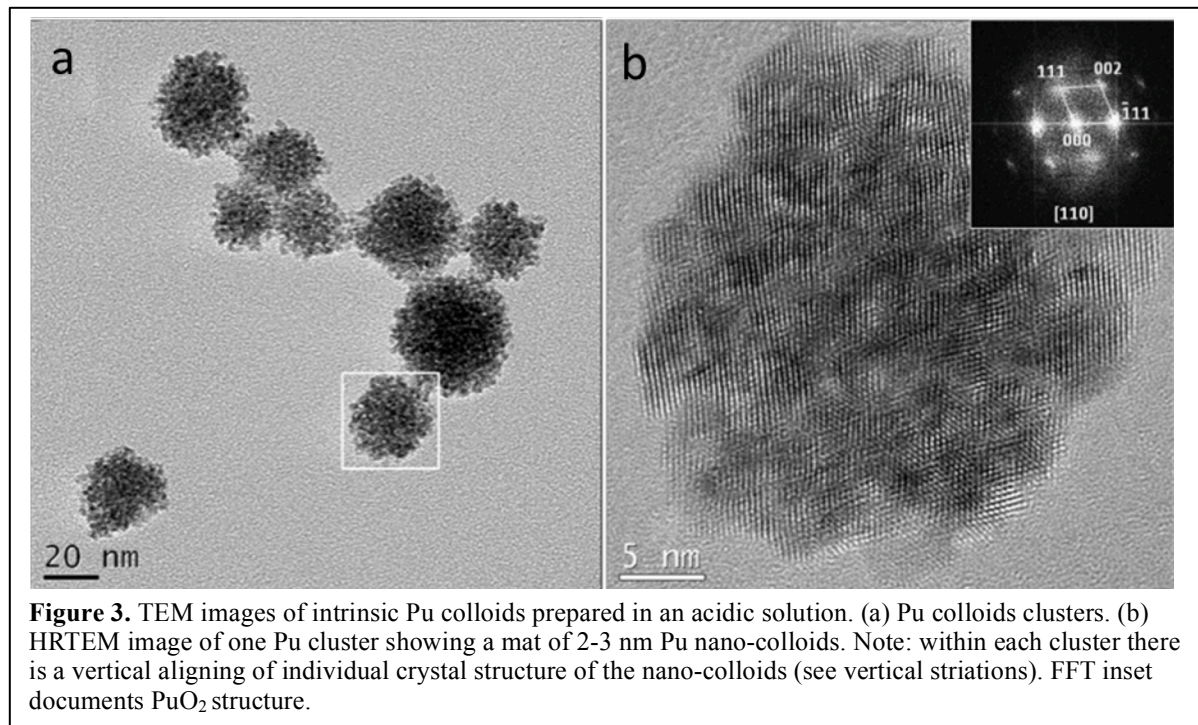 a
20 nm
b
111 002
1̄11
000
[110]
5 nm
Figure 3. TEM images of intrinsic Pu colloids prepared in an acidic solution. (a) Pu colloids clusters. (b)
HRTEM image of one Pu cluster showing a mat of 2-3 nm Pu nano-colloids. Note: within each cluster there
is a vertical aligning of individual crystal structure of the nano-colloids (see vertical striations). FFT inset
documents PuO₂ structure.